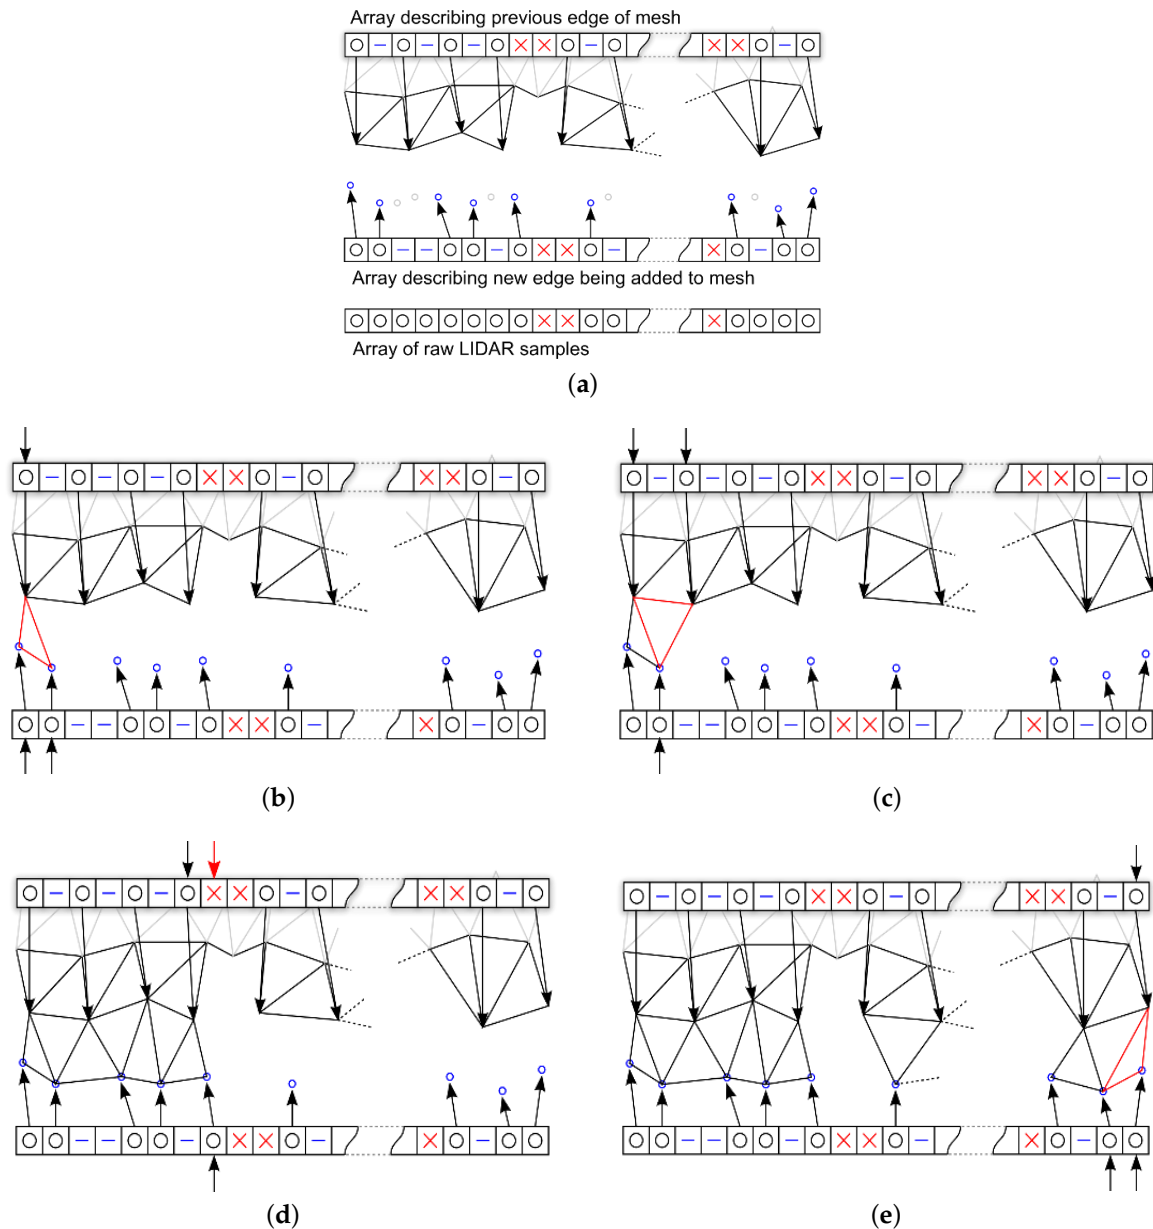 Array describing previous edge of mesh
Array describing new edge being added to mesh
Array of raw LIDAR samples
(a)
(b)
(c)
(d)
(e)